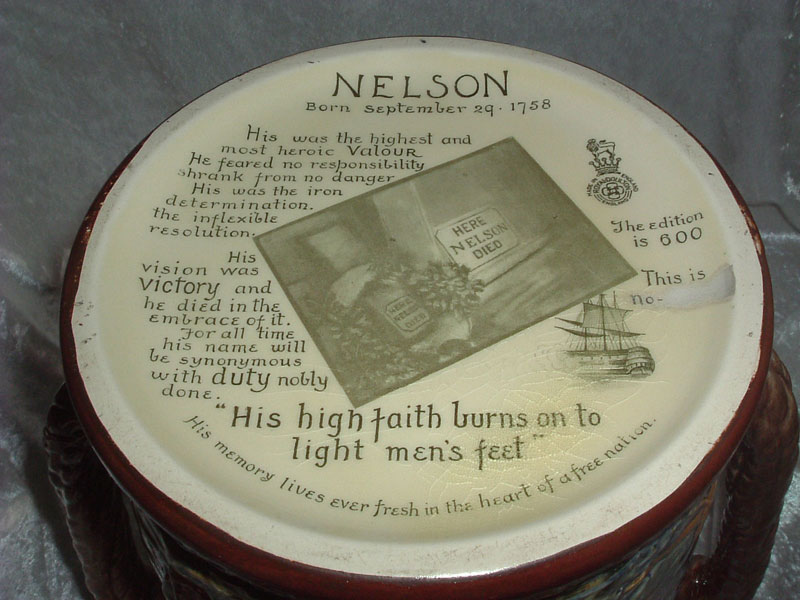 NELSON
Born September 29 · 1758
His was the highest and
most heroic Valour
He feared no responsibility
shrank from no danger
His was the iron
determination.
the inflexible
resolution.
HERE
NELSON
DIED
MADE IN ENGLAND
The edition
is 600
This is
no-
His
vision was
victory and
he died in the
embrace of it.
For all time
his name will
be synonymous
with duty nobly
done.
"His high faith burns on to
light men's feet"
His memory lives ever fresh in the heart of a free nation.